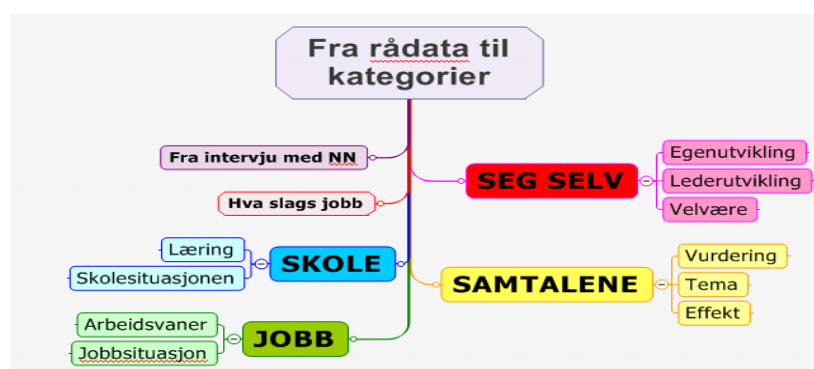 Fra rådata til
kategorier
Fra intervju med NN
Hva slags jobb
Læring
Skolesituasjonen
SKOLE
Arbeidsvaner
Jobbsituasjon
JOBB
SEG SELV
Egenutvikling
Lederutvikling
Velvære
SAMTALENE
Vurdering
Tema
Effekt